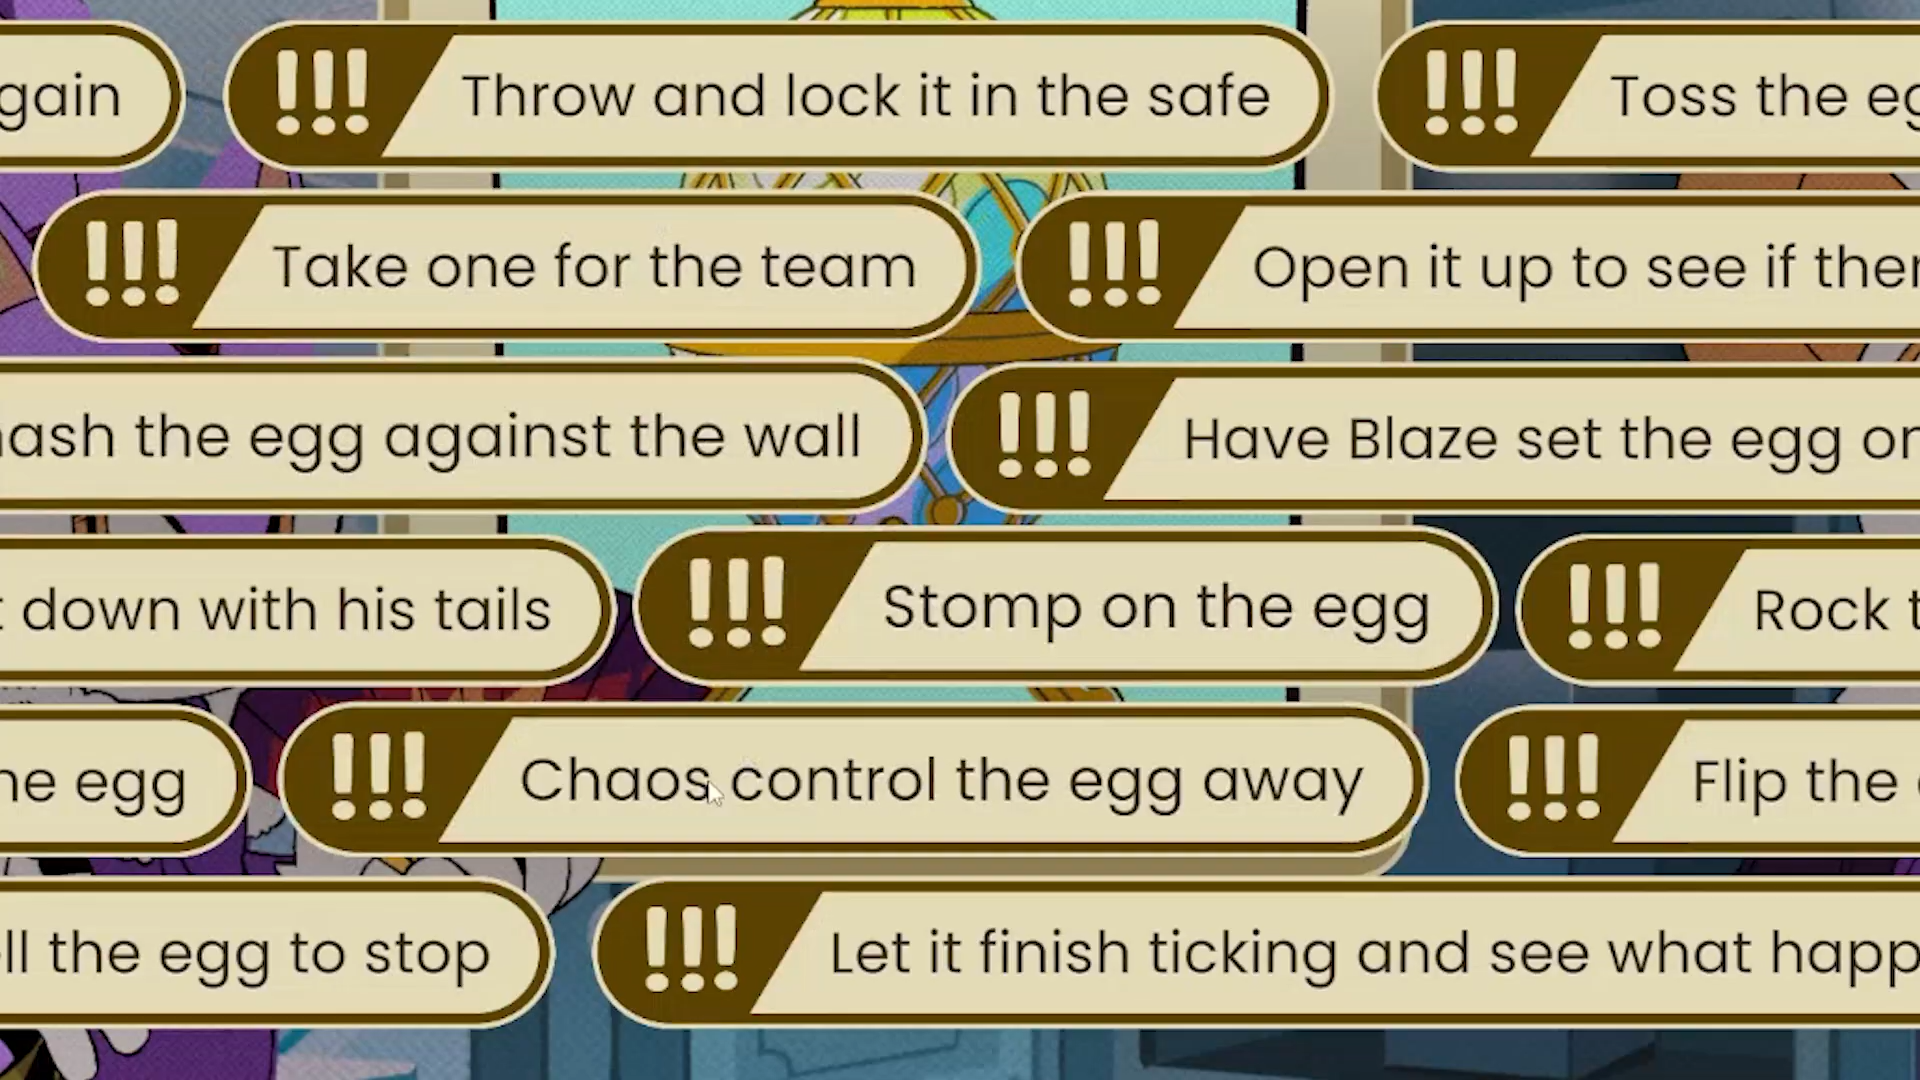 gain !!! Throw and lock it in the safe !!! Toss the eg
!!! Take one for the team !!! Open it up to see if ther
ash the egg against the wall !!! Have Blaze set the egg on
t down with his tails !!! Stomp on the egg !!! Rock t
he egg !!! Chaos control the egg away !!! Flip the
ll the egg to stop !!! Let it finish ticking and see what happ